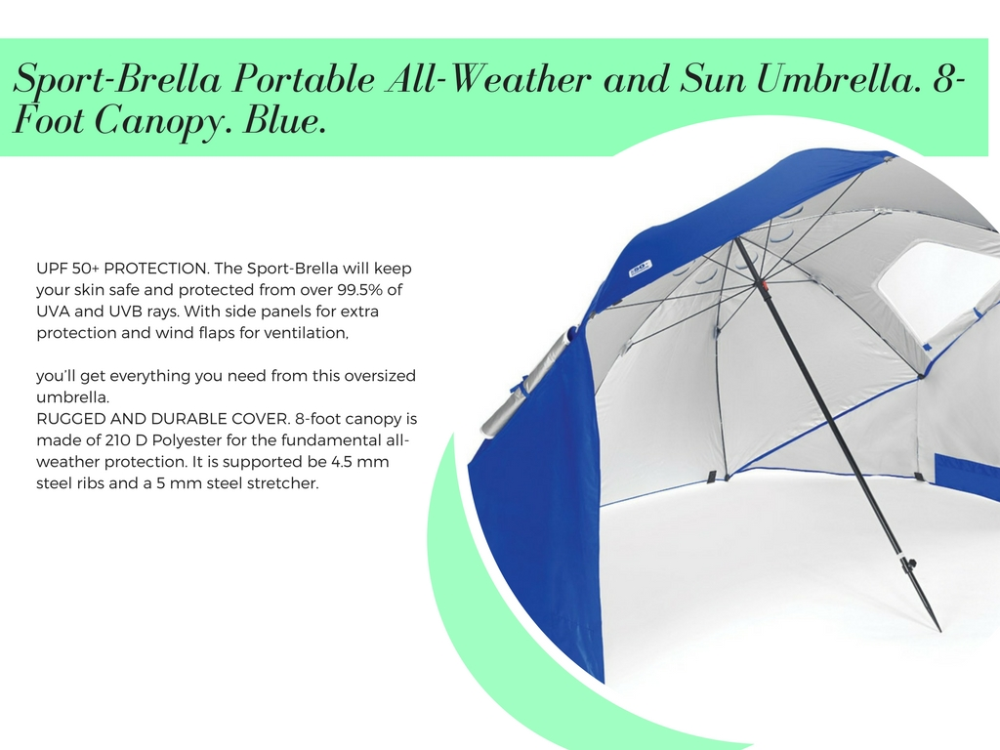 Sport-Brella Portable All-Weather and Sun Umbrella. 8-
Foot Canopy. Blue.
UPF 50+ PROTECTION. The Sport-Brella will keep
your skin safe and protected from over 99.5% of
UVA and UVB rays. With side panels for extra
protection and wind flaps for ventilation,
you’ll get everything you need from this oversized
umbrella.
RUGGED AND DURABLE COVER. 8-foot canopy is
made of 210 D Polyester for the fundamental all-
weather protection. It is supported be 4.5 mm
steel ribs and a 5 mm steel stretcher.